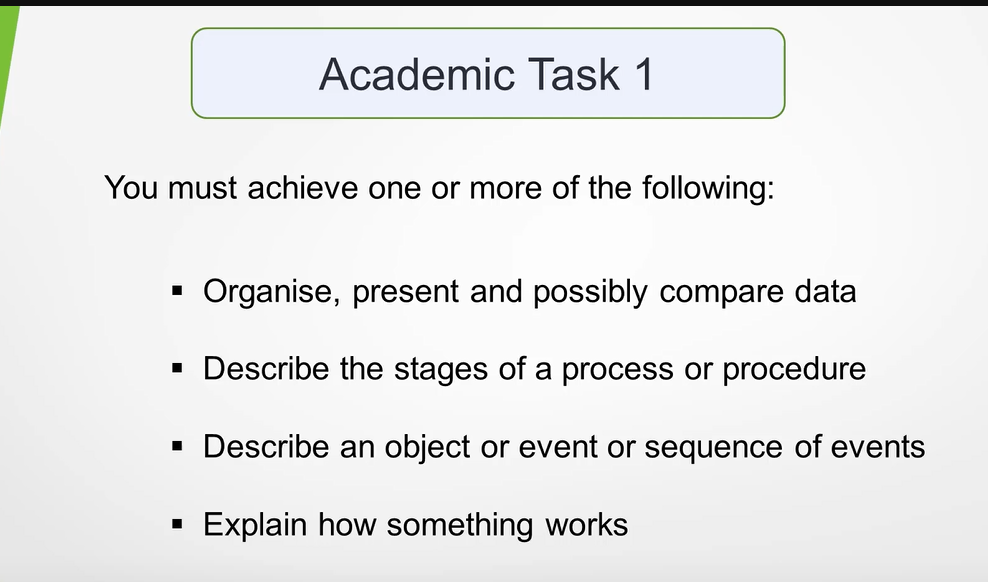 Academic Task 1
You must achieve one or more of the following:
▪ Organise, present and possibly compare data
▪ Describe the stages of a process or procedure
▪ Describe an object or event or sequence of events
▪ Explain how something works